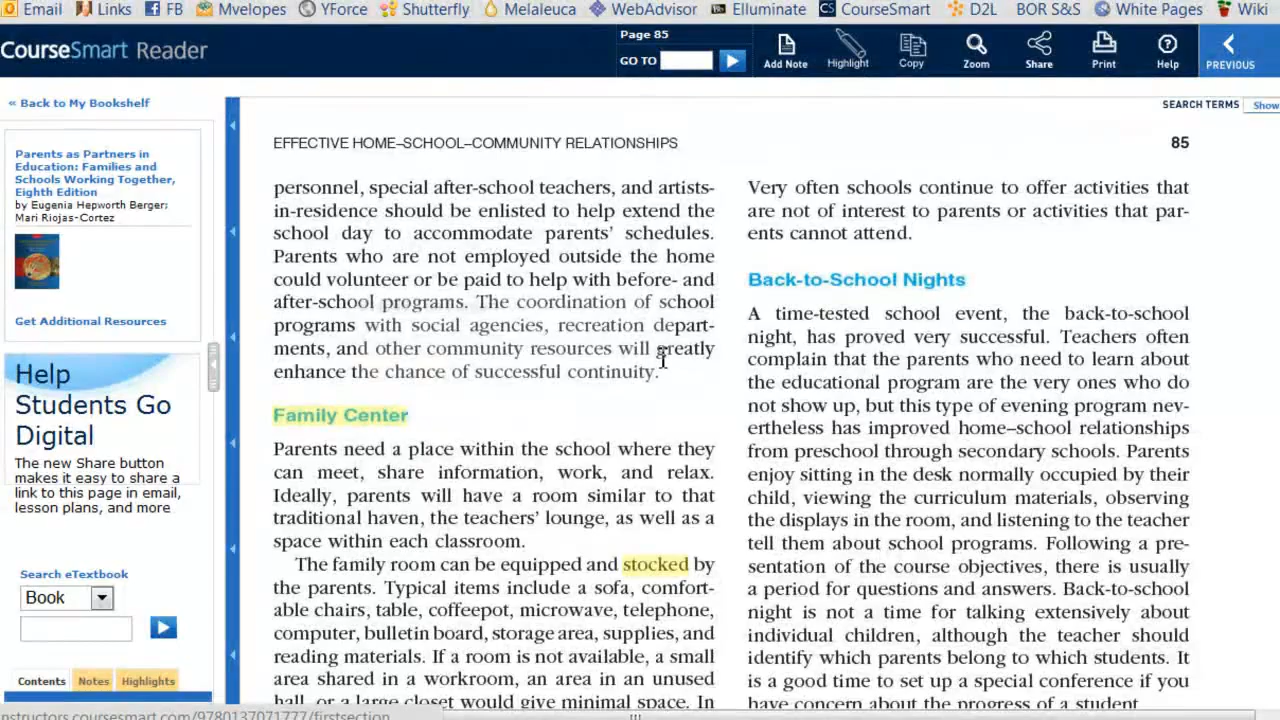 Email Links FB Mvelopes YForce Shutterfly Melaleuca WebAdvisor Elluminate CourseSmart D2L BOR S&S White Pages Wiki
CourseSmart Reader
Page 85
GO TO
Add Note Highlight Copy Zoom Share Print Help PREVIOUS
« Back to My Bookshelf
Parents as Partners in
Education: Families and
Schools Working Together,
Eighth Edition
by Eugenia Hepworth Berger;
Mari Riojas-Cortez
Get Additional Resources
Help
Students Go
Digital
The new Share button
makes it easy to share a
link to this page in email,
lesson plans, and more
Search eTextbook
Book
Contents Notes Highlights
SEARCH TERMS Show
EFFECTIVE HOME–SCHOOL–COMMUNITY RELATIONSHIPS 85
personnel, special after-school teachers, and artists-
in-residence should be enlisted to help extend the
school day to accommodate parents' schedules.
Parents who are not employed outside the home
could volunteer or be paid to help with before- and
after-school programs. The coordination of school
programs with social agencies, recreation depart-
ments, and other community resources will greatly
enhance the chance of successful continuity.
Family Center
Parents need a place within the school where they
can meet, share information, work, and relax.
Ideally, parents will have a room similar to that
traditional haven, the teachers' lounge, as well as a
space within each classroom.
The family room can be equipped and stocked by
the parents. Typical items include a sofa, comfort-
able chairs, table, coffeepot, microwave, telephone,
computer, bulletin board, storage area, supplies, and
reading materials. If a room is not available, a small
area shared in a workroom, an area in an unused
hall, or a large closet would give minimal space. In
Very often schools continue to offer activities that
are not of interest to parents or activities that par-
ents cannot attend.
Back-to-School Nights
A time-tested school event, the back-to-school
night, has proved very successful. Teachers often
complain that the parents who need to learn about
the educational program are the very ones who do
not show up, but this type of evening program nev-
ertheless has improved home–school relationships
from preschool through secondary schools. Parents
enjoy sitting in the desk normally occupied by their
child, viewing the curriculum materials, observing
the displays in the room, and listening to the teacher
tell them about school programs. Following a pre-
sentation of the course objectives, there is usually
a period for questions and answers. Back-to-school
night is not a time for talking extensively about
individual children, although the teacher should
identify which parents belong to which students. It
is a good time to set up a special conference if you
have concern about the progress of a student.
nstructors.coursesmart.com/9780137071777/firstsection